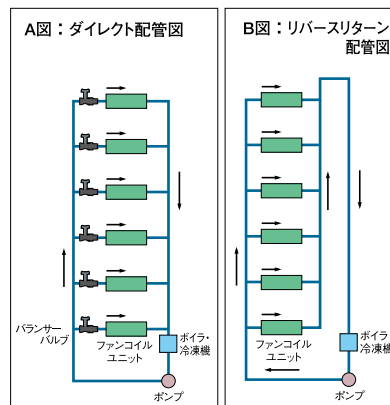 A図：ダイレクト配管図
バランサー
バルブ
ファンコイル
ユニット
ボイラ・
冷凍機
ポンプ
B図：リバースリターン
配管図
ファンコイル
ユニット
ボイラ・
冷凍機
ポンプ